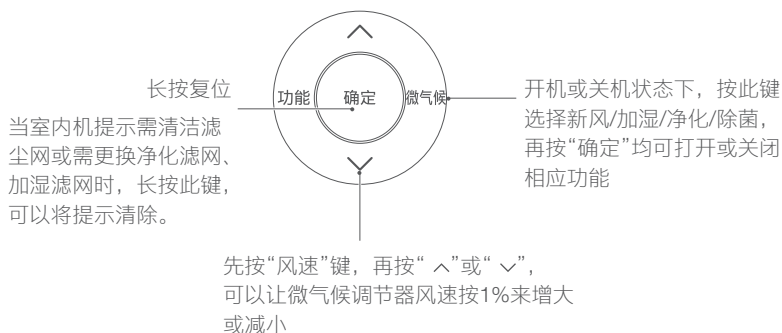 功能
确定
微气候
长按复位
当室内机提示需清洁滤
尘网或需更换净化滤网、
加湿滤网时，长按此键，
可以将提示清除。
开机或关机状态下，按此键
选择新风/加湿/净化/除菌，
再按“确定”均可打开或关闭
相应功能
先按“风速”键，再按“ ︿”或“ ﹀”，
可以让微气候调节器风速按1%来增大
或减小